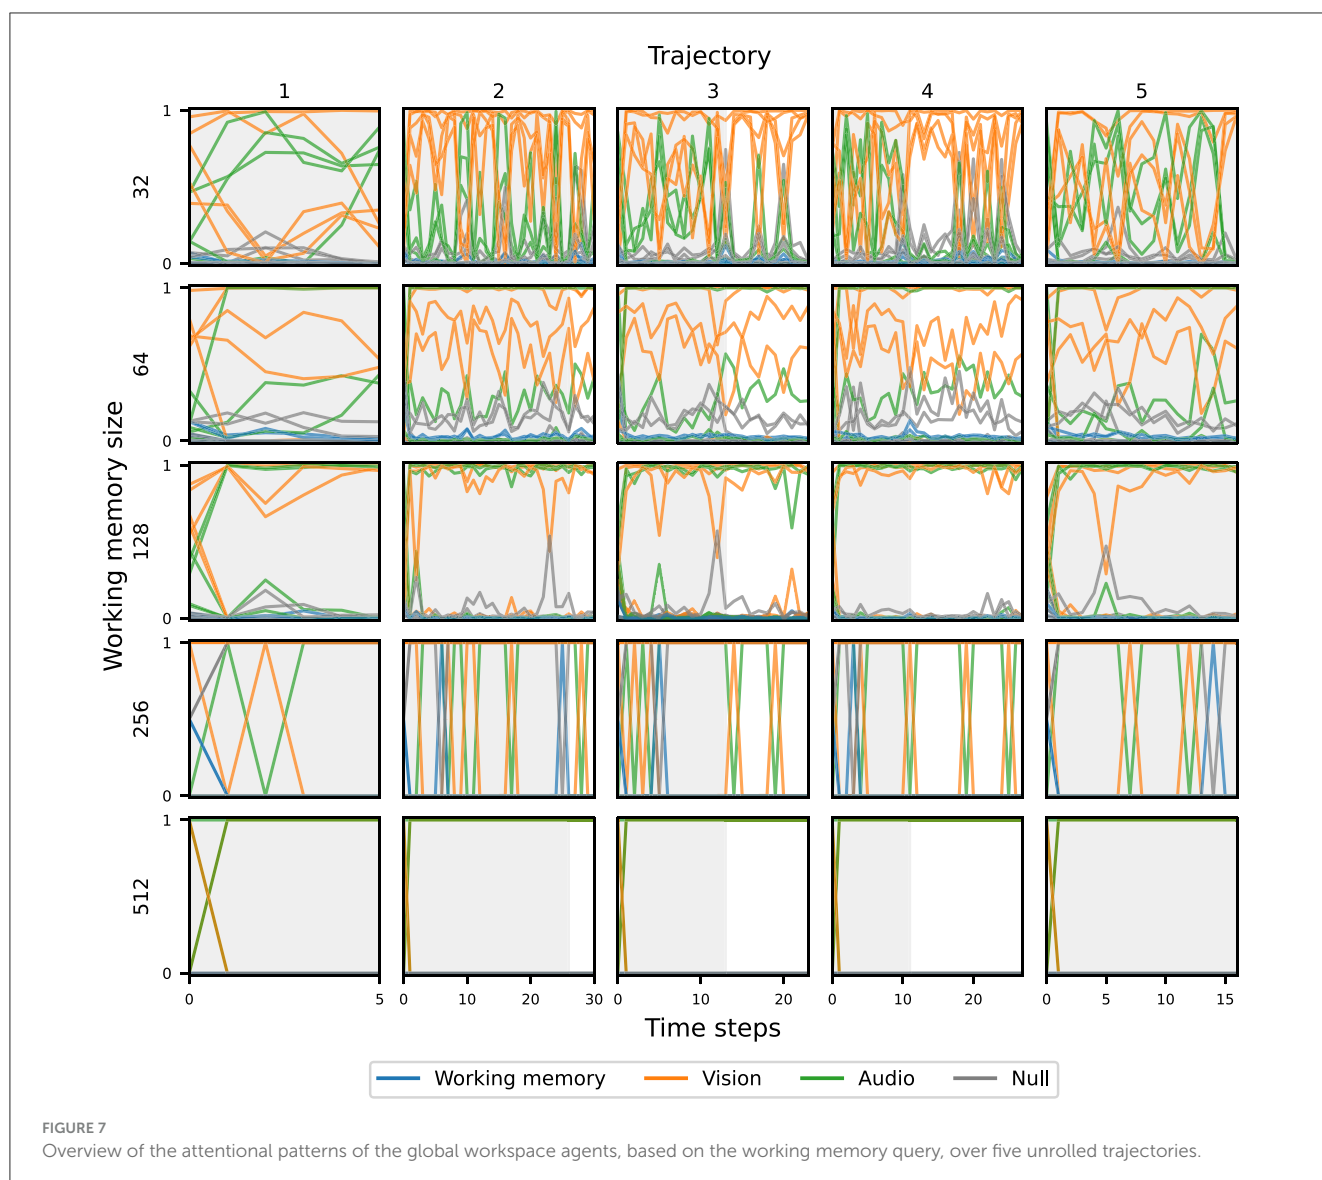 Trajectory
1 2 3 4 5
Working memory size
32
1
0
64
1
0
128
1
0
256
1
0
512
1
0
0 5 0 10 20 30 0 10 20 0 10 20 0 5 10 15
Time steps
Working memory Vision Audio Null
FIGURE 7
Overview of the attentional patterns of the global workspace agents, based on the working memory query, over five unrolled trajectories.